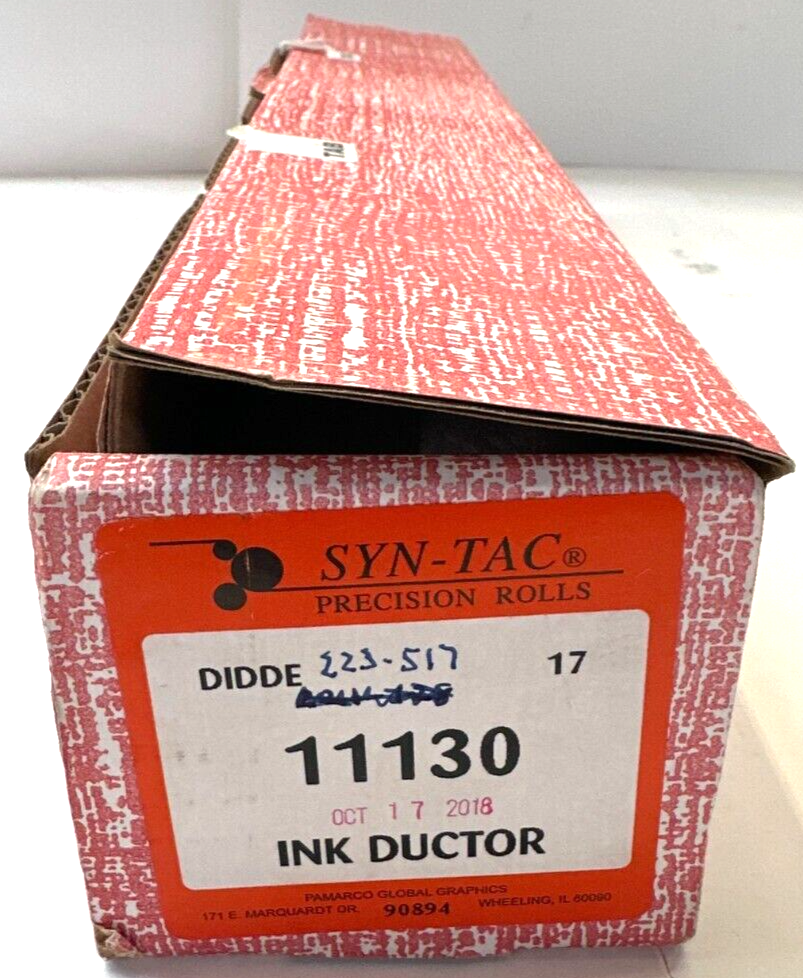 TAB
SYN-TAC®
PRECISION ROLLS
DIDDE 223-517 17
11130
OCT 17 2018
INK DUCTOR
PAMARCO GLOBAL GRAPHICS
171 E. MARQUARDT DR. 90894 WHEELING, IL 60090